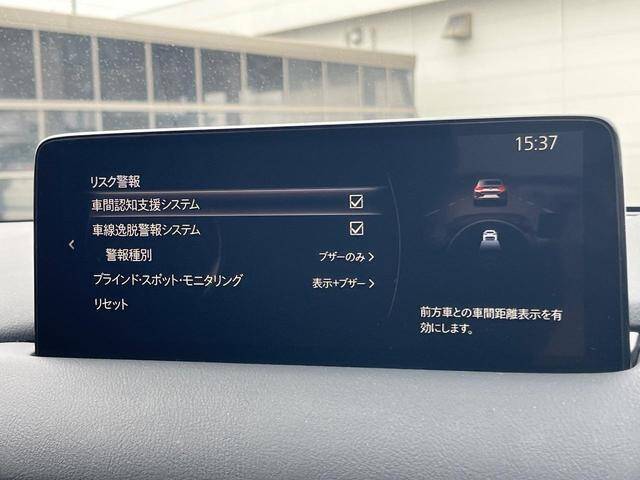 15:37
リスク警報
車間認知支援システム
車線逸脱警報システム
警報種別 ブザーのみ
ブラインド・スポット・モニタリング 表示+ブザー
リセット
前方車との車間距離表示を有
効にします。